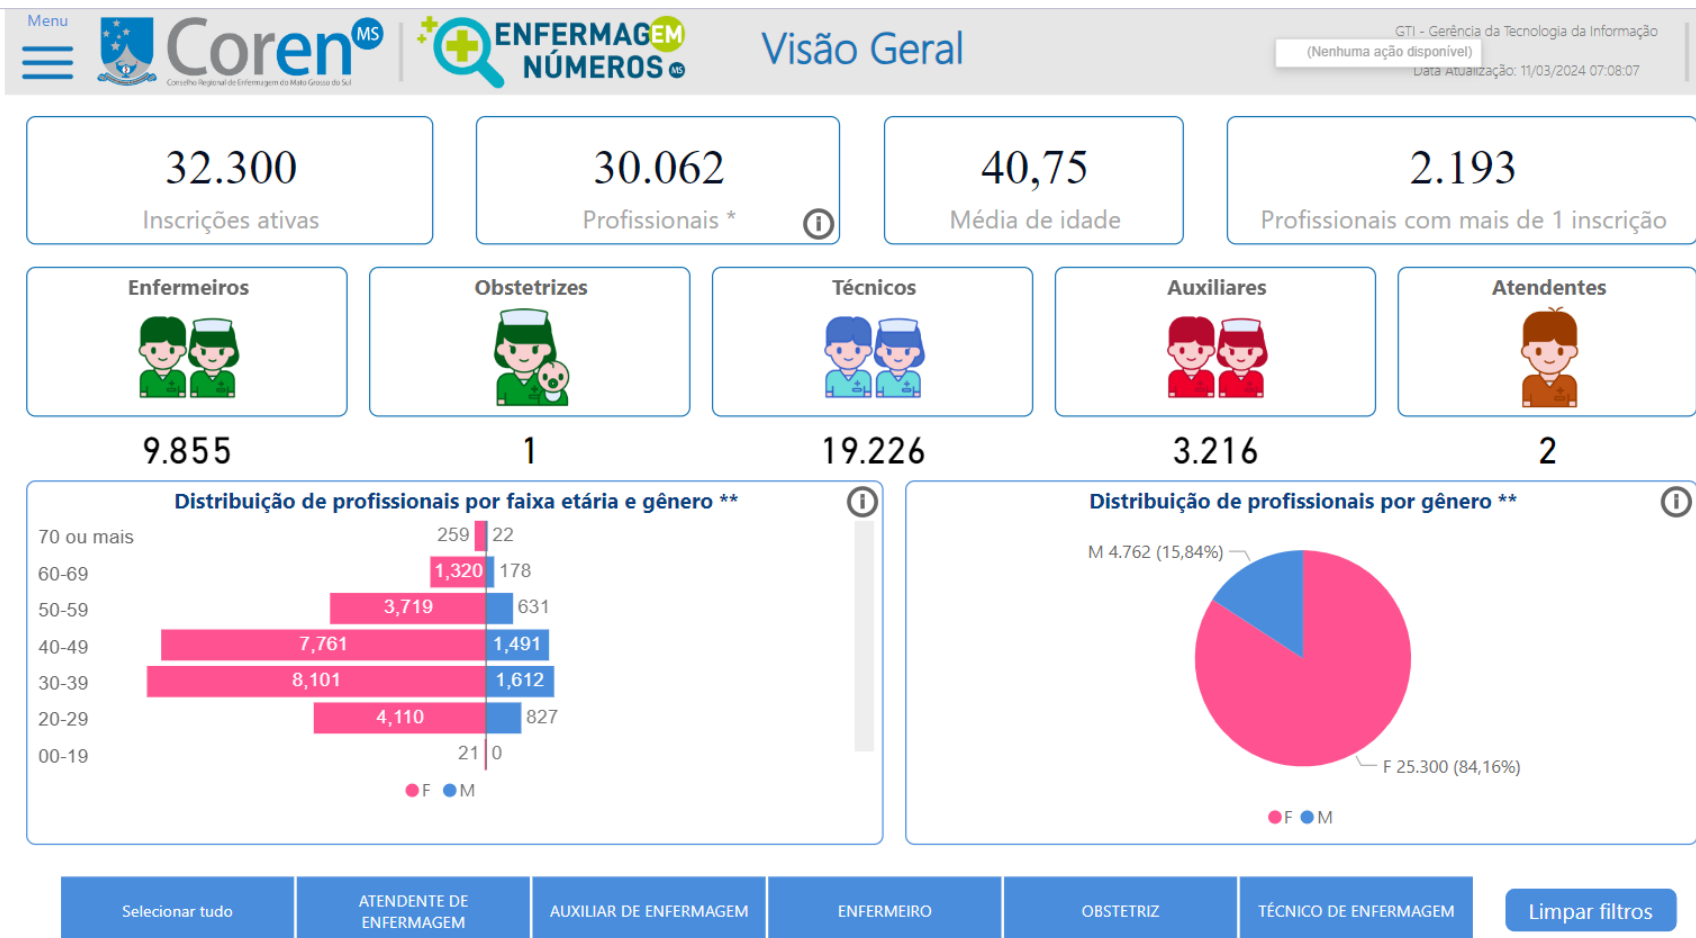 Menu
Coren MS
Conselho Regional de Enfermagem do Mato Grosso do Sul
ENFERMAGEM
NÚMEROS MS
Visão Geral
GTI - Gerência da Tecnologia da Informação
(Nenhuma ação disponível)
Data Atualização: 11/03/2024 07:08:07
32.300
Inscrições ativas
30.062
Profissionais *
40,75
Média de idade
2.193
Profissionais com mais de 1 inscrição
Enfermeiros
Obstetrizes
Técnicos
Auxiliares
Atendentes
9.855
1
19.226
3.216
2
Distribuição de profissionais por faixa etária e gênero **
70 ou mais 259 22
60-69 1,320 178
50-59 3,719 631
40-49 7,761 1,491
30-39 8,101 1,612
20-29 4,110 827
00-19 21 0
F M
Distribuição de profissionais por gênero **
M 4.762 (15,84%)
F 25.300 (84,16%)
F M
Selecionar tudo
ATENDENTE DE
ENFERMAGEM
AUXILIAR DE ENFERMAGEM
ENFERMEIRO
OBSTETRIZ
TÉCNICO DE ENFERMAGEM
Limpar filtros